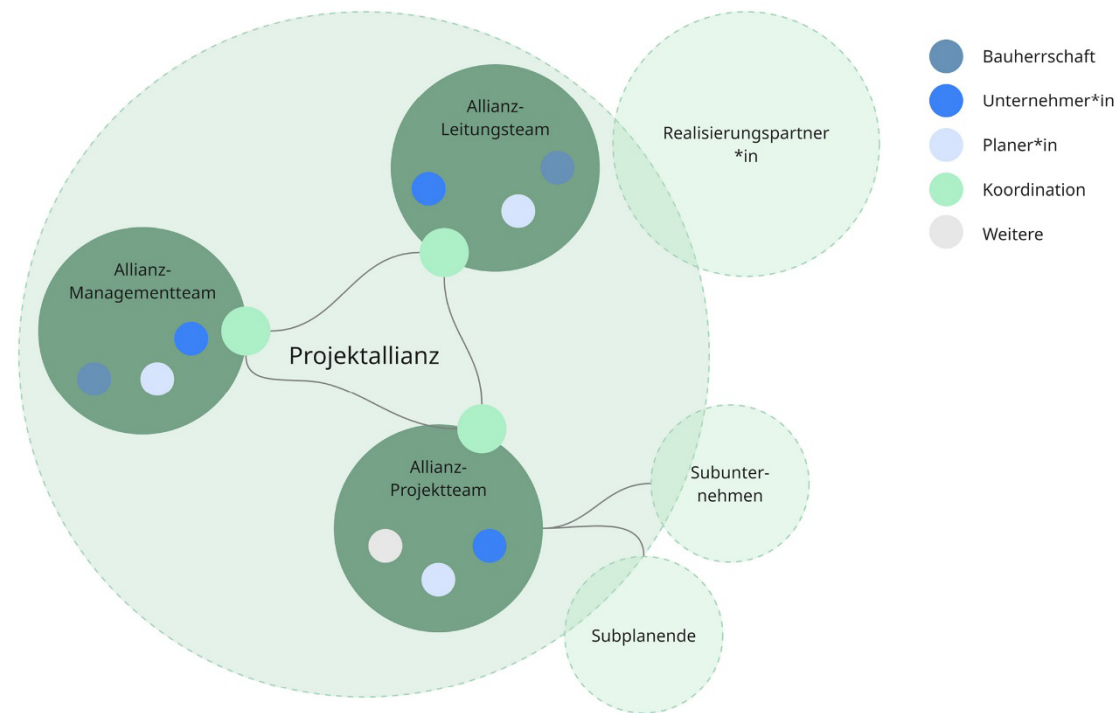 Allianz-
Leitungsteam
Realisierungspartner
*in
Bauherrschaft
Unternehmer*in
Planer*in
Koordination
Weitere
Allianz-
Managementteam
Projektallianz
Allianz-
Projektteam
Subunter-
nehmen
Subplanende